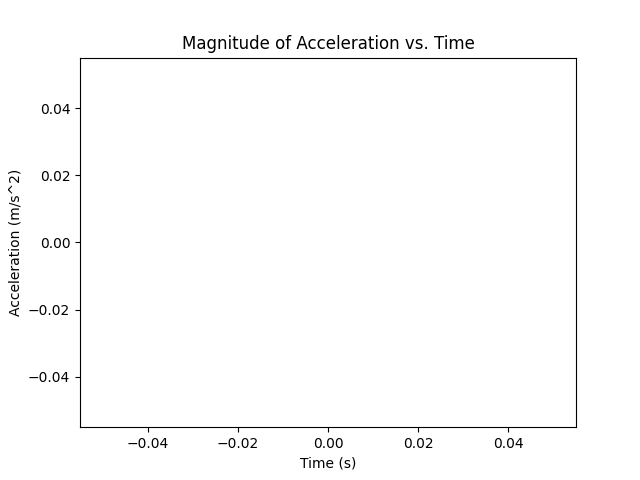 Magnitude of Acceleration vs. Time
0.04
0.02
0.00
−0.02
−0.04
Acceleration (m/s^2)
−0.04 −0.02 0.00 0.02 0.04
Time (s)